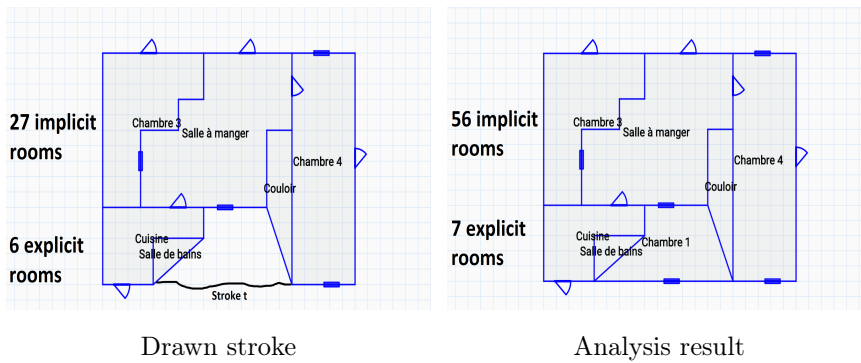 27 implicit
rooms
Chambre 3
Salle à manger
Chambre 4
Couloir
6 explicit
rooms
Cuisine
Salle de bains
Stroke t
Drawn stroke
56 implicit
rooms
Chambre 3
Salle à manger
Chambre 4
Couloir
7 explicit
rooms
Cuisine
Chambre 1
Salle de bains
Analysis result